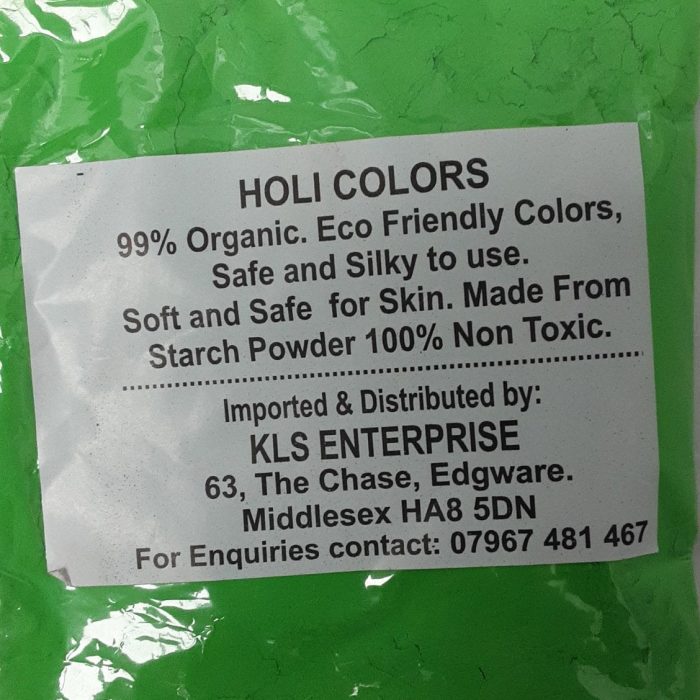 HOLI COLORS
99% Organic. Eco Friendly Colors,
Safe and Silky to use.
Soft and Safe for Skin. Made From
Starch Powder 100% Non Toxic.
Imported & Distributed by:
KLS ENTERPRISE
63, The Chase, Edgware.
Middlesex HA8 5DN
For Enquiries contact: 07967 481 467